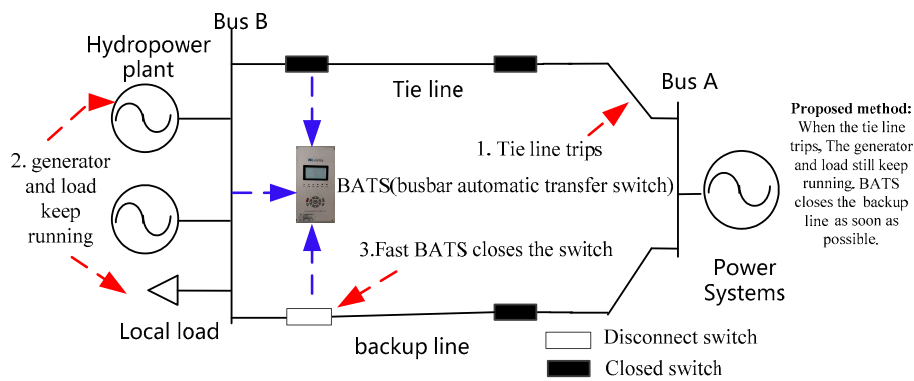 Bus B
Hydropower
plant
Tie line
Bus A
1. Tie line trips
2. generator
and load
keep
running
BATS(busbar automatic transfer switch)
3.Fast BATS closes the switch
Local load
backup line
Power
Systems
Proposed method:
When the tie line
trips, The generator
and load still keep
running. BATS
closes the backup
line as soon as
possible.
Disconnect switch
Closed switch